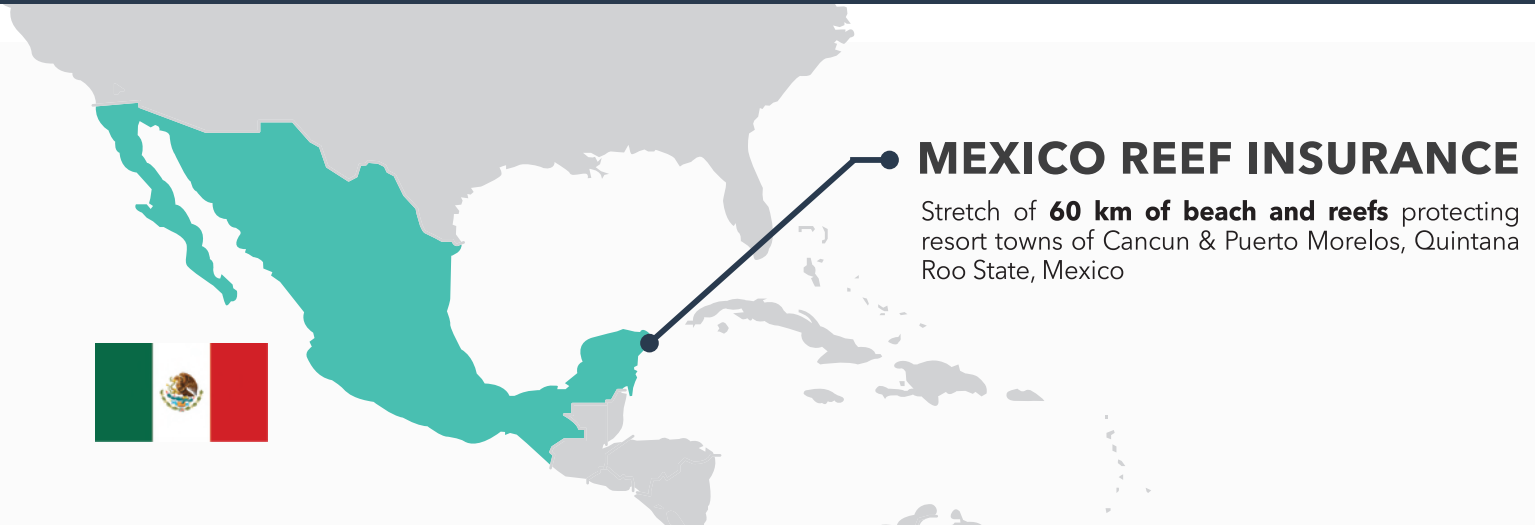 MEXICO REEF INSURANCE
Stretch of 60 km of beach and reefs protecting
resort towns of Cancun & Puerto Morelos, Quintana
Roo State, Mexico